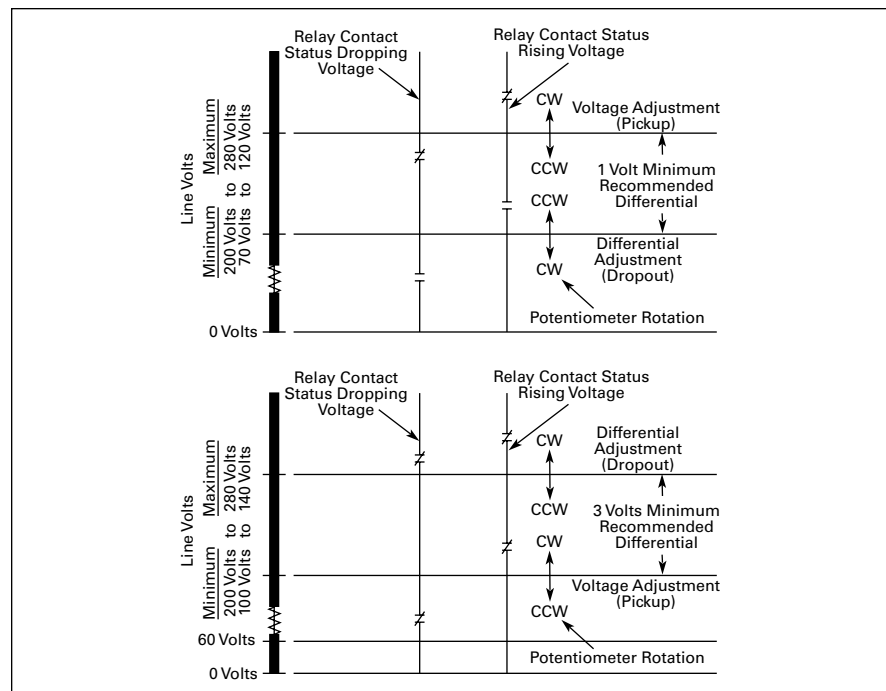 Relay Contact
Status Dropping
Voltage
Relay Contact Status
Rising Voltage
CW
Voltage Adjustment
(Pickup)
CCW
1 Volt Minimum
Recommended
Differential
CCW
Differential
Adjustment
(Dropout)
CW
Potentiometer Rotation
Line Volts
Minimum to Maximum
200 Volts to 280 Volts
70 Volts to 120 Volts
0 Volts
Relay Contact
Status Dropping
Voltage
Relay Contact Status
Rising Voltage
CW
Differential
Adjustment
(Dropout)
CCW
3 Volts Minimum
Recommended
Differential
CW
Voltage Adjustment
(Pickup)
CCW
Potentiometer Rotation
Line Volts
Minimum Maximum
200 Volts to 280 Volts
100 Volts to 140 Volts
60 Volts
0 Volts